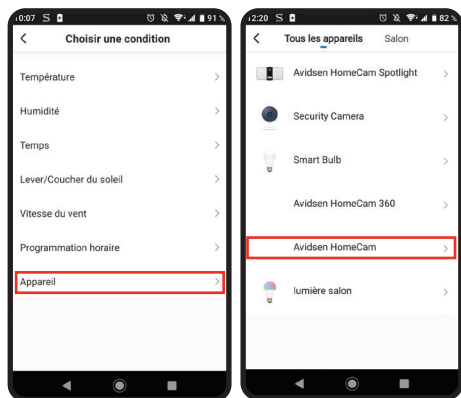 10:07 91 %
Choisir une condition
Température
Humidité
Temps
Lever/Coucher du soleil
Vitesse du vent
Programmation horaire
Appareil
12:20 82 %
Tous les appareils Salon
Avidsen HomeCam Spotlight
Security Camera
Smart Bulb
Avidsen HomeCam 360
Avidsen HomeCam
lumière salon